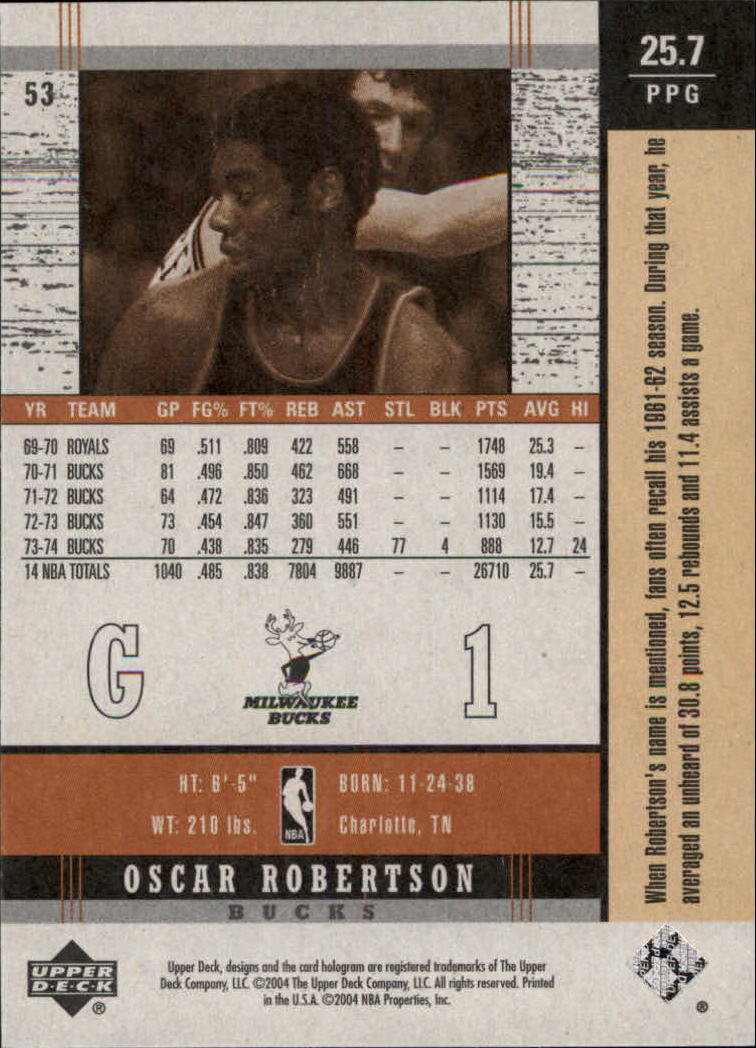 53
25.7
PPG
When Robertson's name is mentioned, fans often recall his 1961-62 season. During that year, he
averaged an unheard of 30.8 points, 12.5 rebounds and 11.4 assists a game.
YR TEAM GP FG% FT% REB AST STL BLK PTS AVG HI
69-70 ROYALS 69 .511 .809 422 558 – – 1748 25.3 –
70-71 BUCKS 81 .496 .850 462 668 – – 1569 19.4 –
71-72 BUCKS 64 .472 .836 323 491 – – 1114 17.4 –
72-73 BUCKS 73 .454 .847 360 551 – – 1130 15.5 –
73-74 BUCKS 70 .438 .835 279 446 77 4 888 12.7 24
14 NBA TOTALS 1040 .485 .838 7804 9887 – – 26710 25.7 –
G
MILWAUKEE
BUCKS
1
HT: 6'-5" BORN: 11-24-38
WT: 210 lbs. Charlotte, TN
NBA
OSCAR ROBERTSON
BUCKS
UPPER
D·E·C·K
®
Upper Deck, designs and the card hologram are registered trademarks of The Upper
Deck Company, LLC. ©2004 The Upper Deck Company, LLC. All rights reserved. Printed
in the U.S.A. ©2004 NBA Properties, Inc.
®